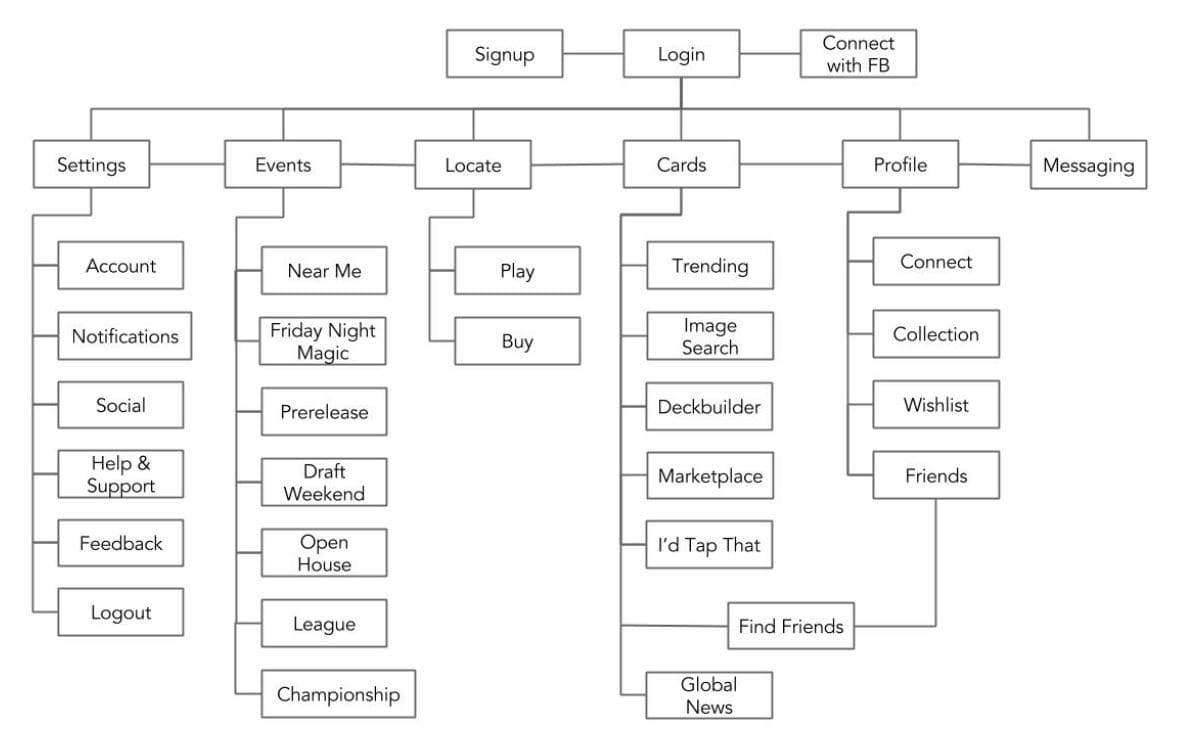 Signup
Login
Connect
with FB
Settings
Events
Locate
Cards
Profile
Messaging
Account
Notifications
Social
Help &
Support
Feedback
Logout
Near Me
Friday Night
Magic
Prerelease
Draft
Weekend
Open
House
League
Championship
Play
Buy
Trending
Image
Search
Deckbuilder
Marketplace
I'd Tap That
Find Friends
Global
News
Connect
Collection
Wishlist
Friends